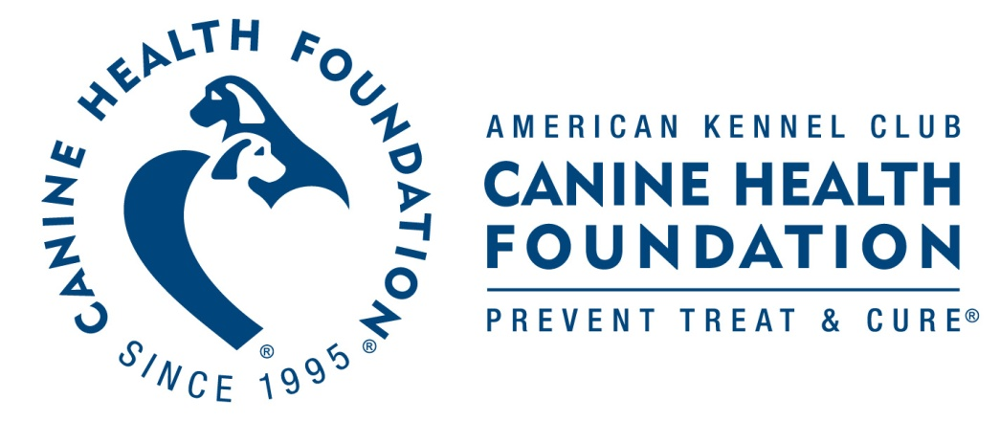 CANINE HEALTH FOUNDATION®
SINCE 1995
®
AMERICAN KENNEL CLUB
CANINE HEALTH
FOUNDATION
PREVENT TREAT & CURE®